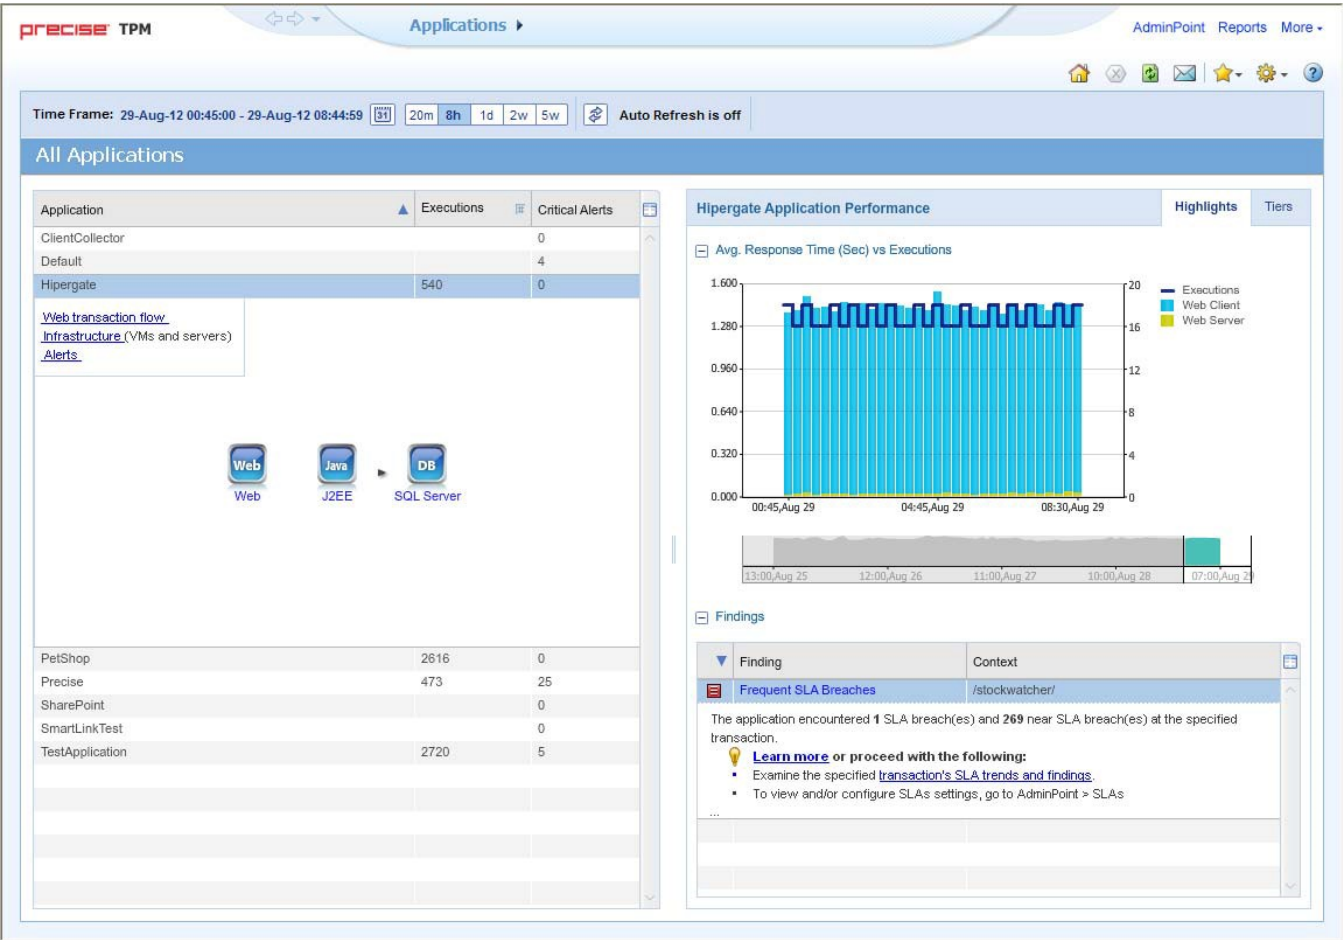 precise TPM
Applications
AdminPoint Reports More
Time Frame: 29-Aug-12 00:45:00 - 29-Aug-12 08:44:59 31 20m 8h 1d 2w 5w Auto Refresh is off
All Applications
Application Executions Critical Alerts
ClientCollector 0
Default 4
Hipergate 540 0
Web transaction flow
Infrastructure (VMs and servers)
Alerts
Web Java DB
Web J2EE SQL Server
PetShop 2616 0
Precise 473 25
SharePoint 0
SmartLinkTest 0
TestApplication 2720 5
Hipergate Application Performance Highlights Tiers
Avg. Response Time (Sec) vs Executions
1.600 20
1.280 16
0.960 12
0.640 8
0.320 4
0.000 0
00:45,Aug 29 04:45,Aug 29 08:30,Aug 29
Executions
Web Client
Web Server
13:00,Aug 25 12:00,Aug 26 11:00,Aug 27 10:00,Aug 28 07:00,Aug 29
Findings
Finding Context
Frequent SLA Breaches /stockwatcher/
The application encountered 1 SLA breach(es) and 269 near SLA breach(es) at the specified
transaction.
Learn more or proceed with the following:
Examine the specified transaction's SLA trends and findings.
To view and/or configure SLAs settings, go to AdminPoint > SLAs
...